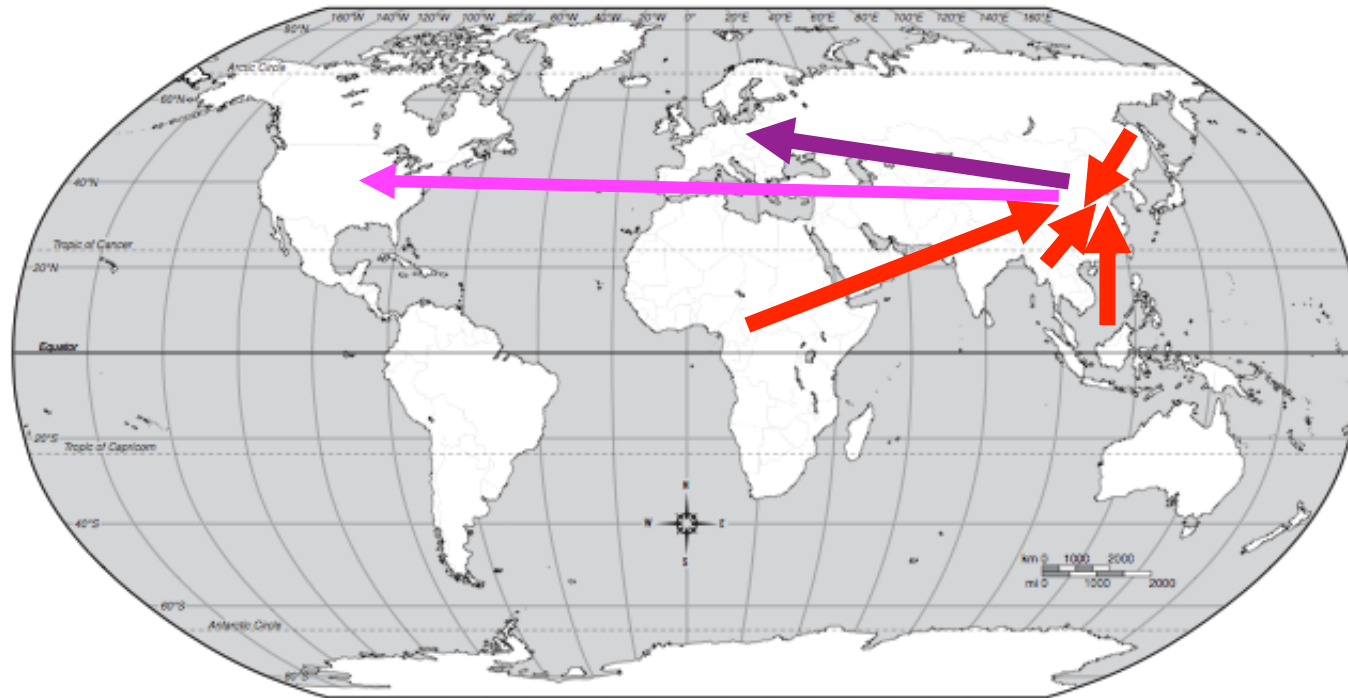 160°W 140°W 120°W 100°W 80°W 60°W 40°W 20°W 0° 20°E 40°E 60°E 80°E 100°E 120°E 140°E 160°E
80°N
Arctic Circle
60°N
40°N
Tropic of Cancer
20°N
Equator
20°S
Tropic of Capricorn
N
W E
S
40°S
km 0 1000 2000
mi 0 1000 2000
60°S
Antarctic Circle
80°S